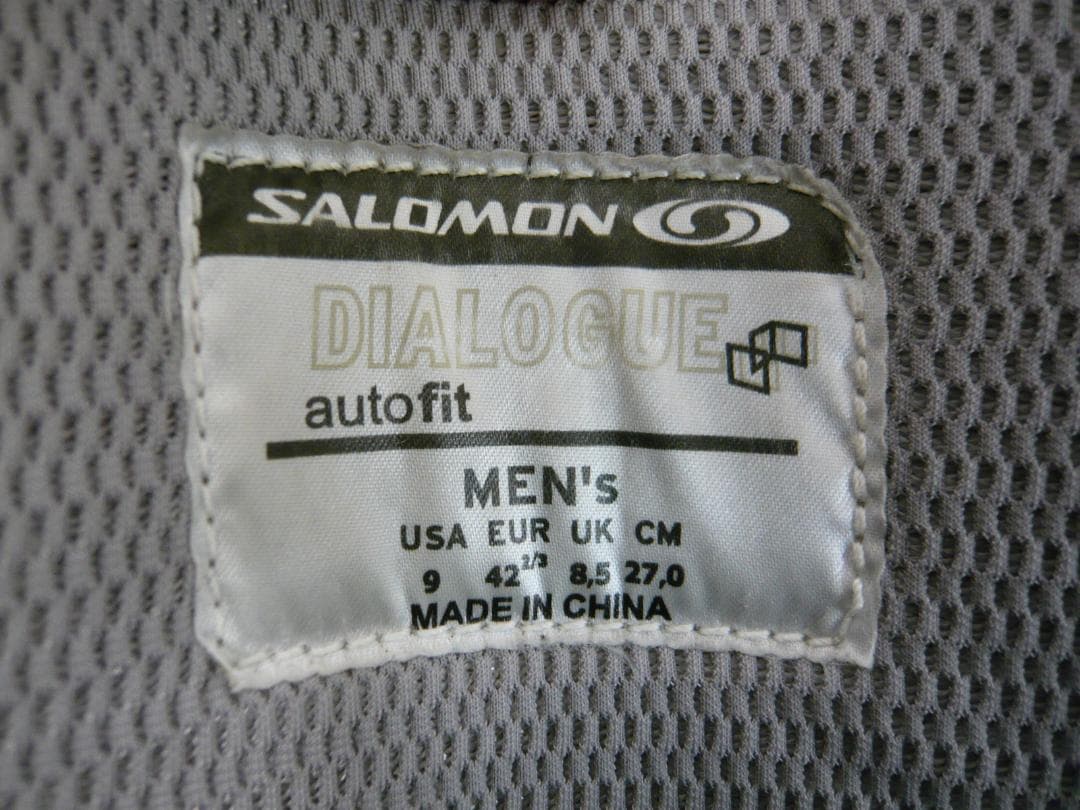 SALOMON
DIALOGUE
autofit
MEN's
USA EUR UK CM
9 42 2/3 8,5 27,0
MADE IN CHINA